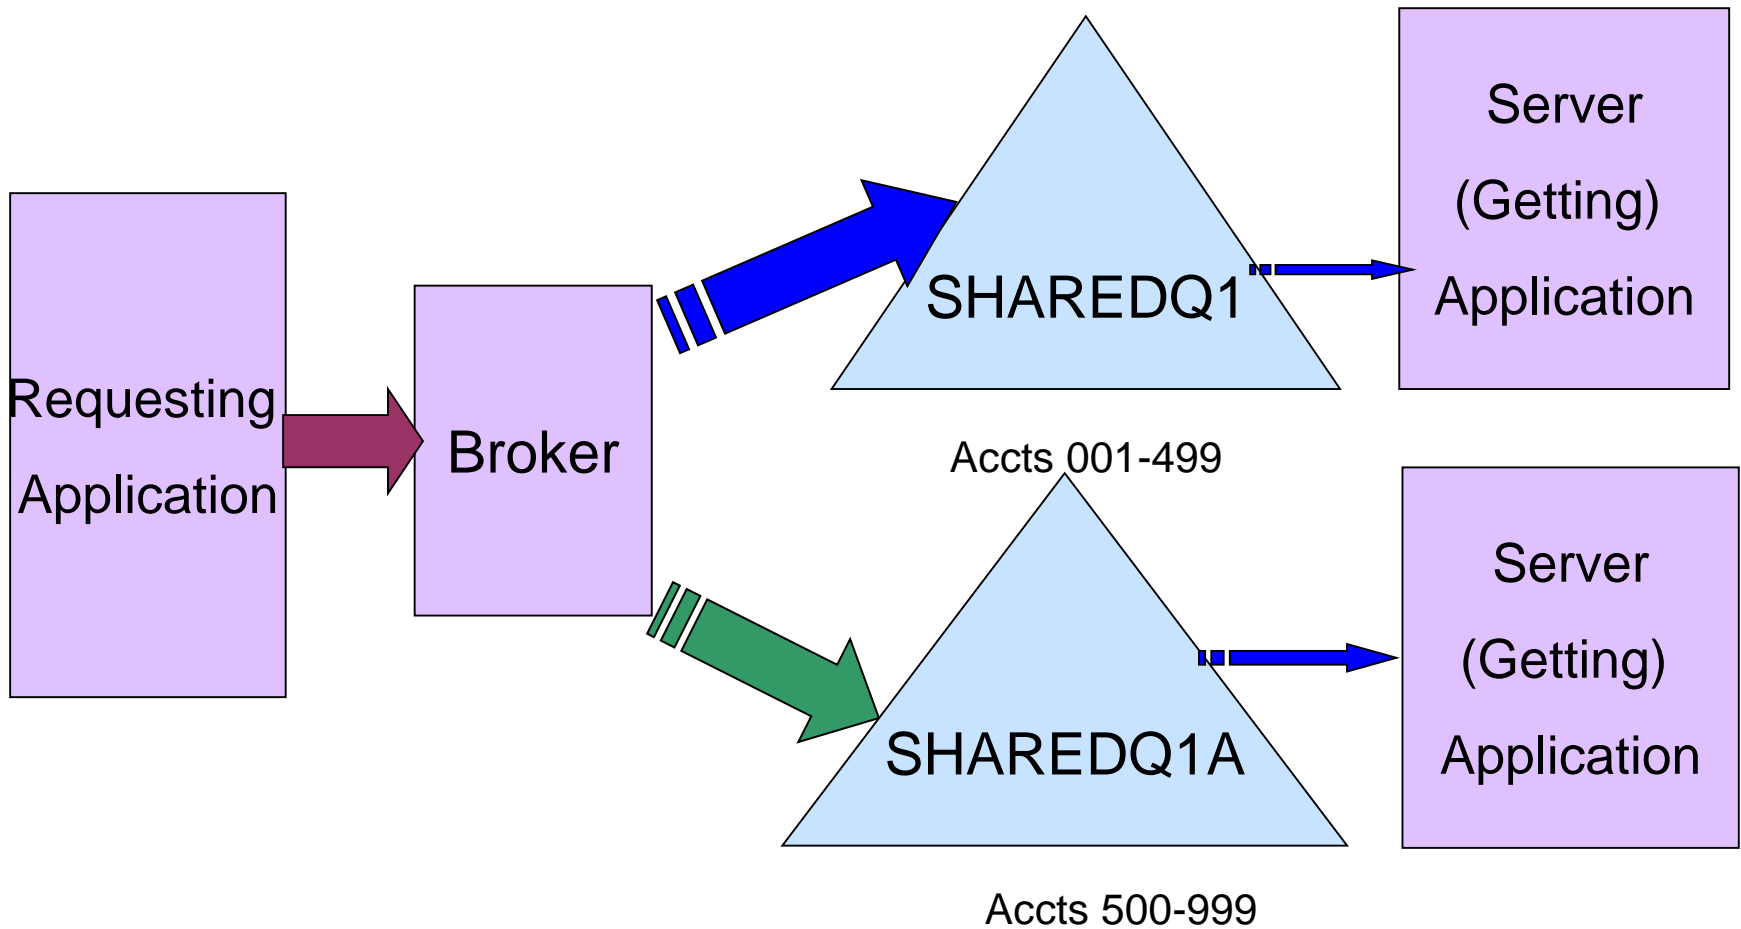 Requesting
Application
Broker
SHAREDQ1
Accts 001-499
Server
(Getting)
Application
SHAREDQ1A
Accts 500-999
Server
(Getting)
Application